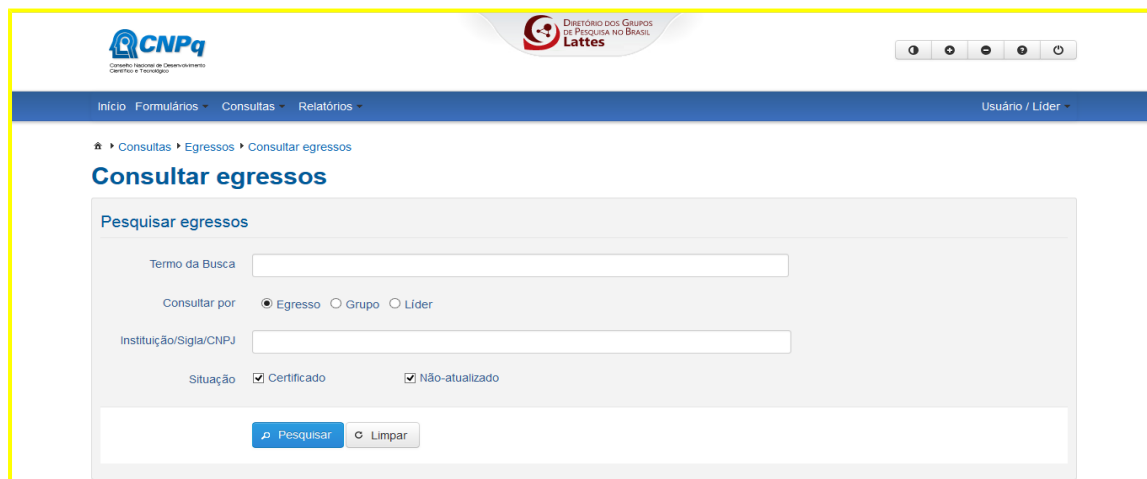 CNPq
Conselho Nacional de Desenvolvimento
Científico e Tecnológico
DIRETÓRIO DOS GRUPOS
DE PESQUISA NO BRASIL
Lattes
Início Formulários Consultas Relatórios Usuário / Líder
Consultas Egressos Consultar egressos
Consultar egressos
Pesquisar egressos
Termo da Busca
Consultar por Egresso Grupo Líder
Instituição/Sigla/CNPJ
Situação Certificado Não-atualizado
Pesquisar Limpar